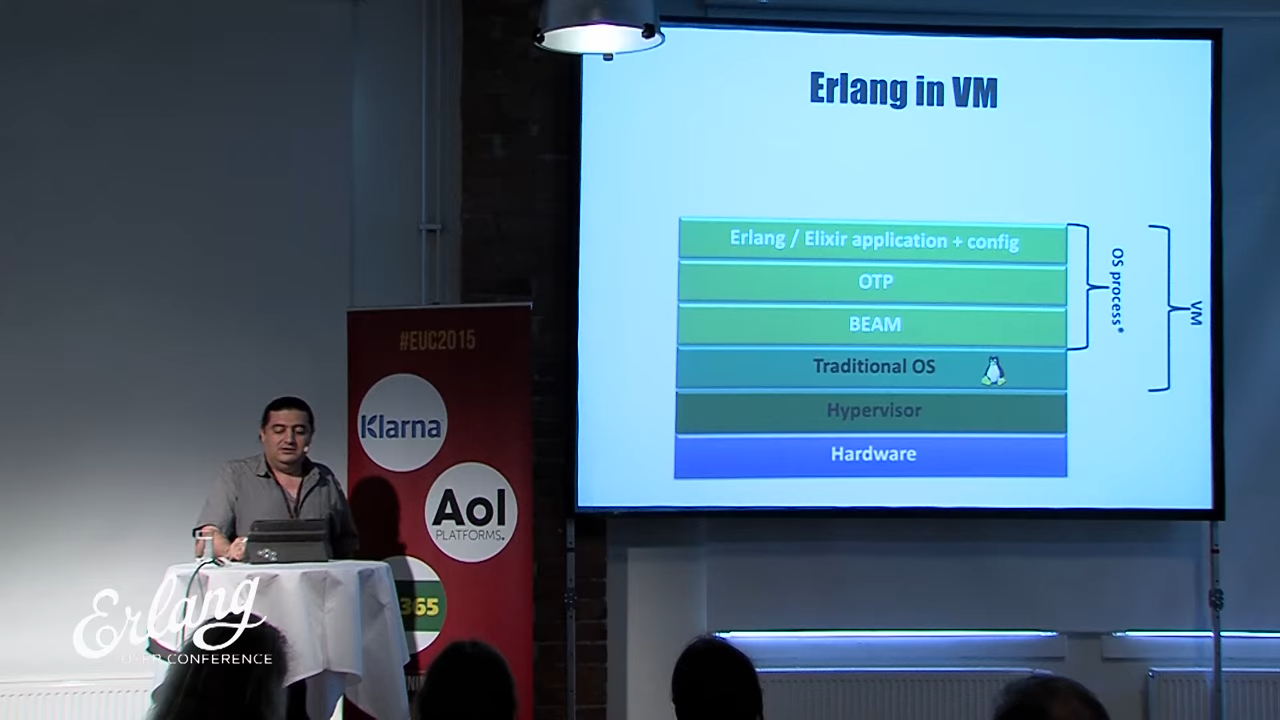 Erlang in VM
Erlang / Elixir application + config
OTP
BEAM
Traditional OS
Hypervisor
Hardware
OS process*
VM
#EUC2015
Klarna
Aol
PLATFORMS.
365
Erlang
USER CONFERENCE